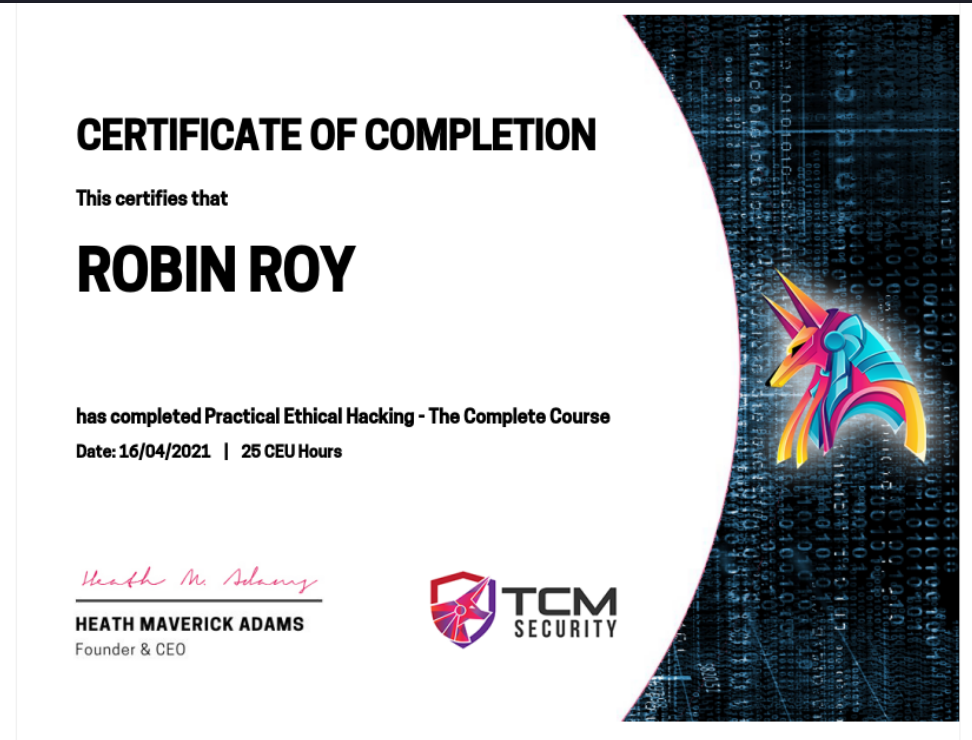 CERTIFICATE OF COMPLETION
This certifies that
ROBIN ROY
has completed Practical Ethical Hacking - The Complete Course
Date: 16/04/2021 | 25 CEU Hours
Heath M. Adams
HEATH MAVERICK ADAMS
Founder & CEO
TCM
SECURITY